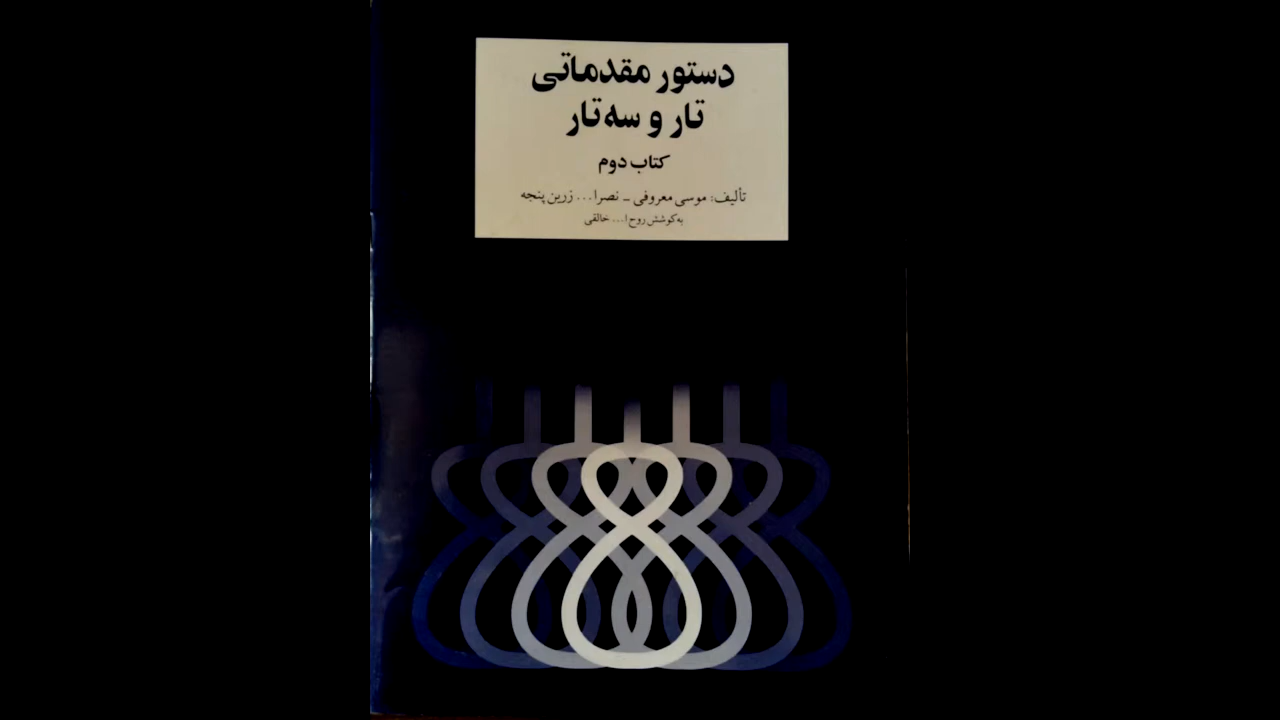 دستور مقدماتی
تار و سه‌تار
کتاب دوم
تألیف: موسی معروفی ـ نصرا... زرین پنجه
به‌کوشش روح ا... خالقی